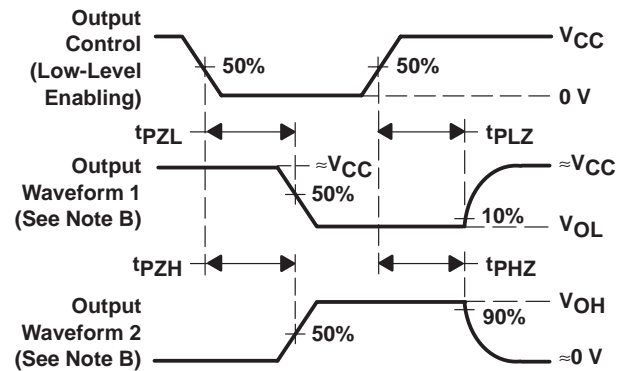 Output
Control
(Low-Level
Enabling)
50%
50%
VCC
0 V
tPZL
tPLZ
Output
Waveform 1
(See Note B)
≈VCC
50%
≈VCC
10%
VOL
tPZH
tPHZ
Output
Waveform 2
(See Note B)
50%
VOH
90%
≈0 V